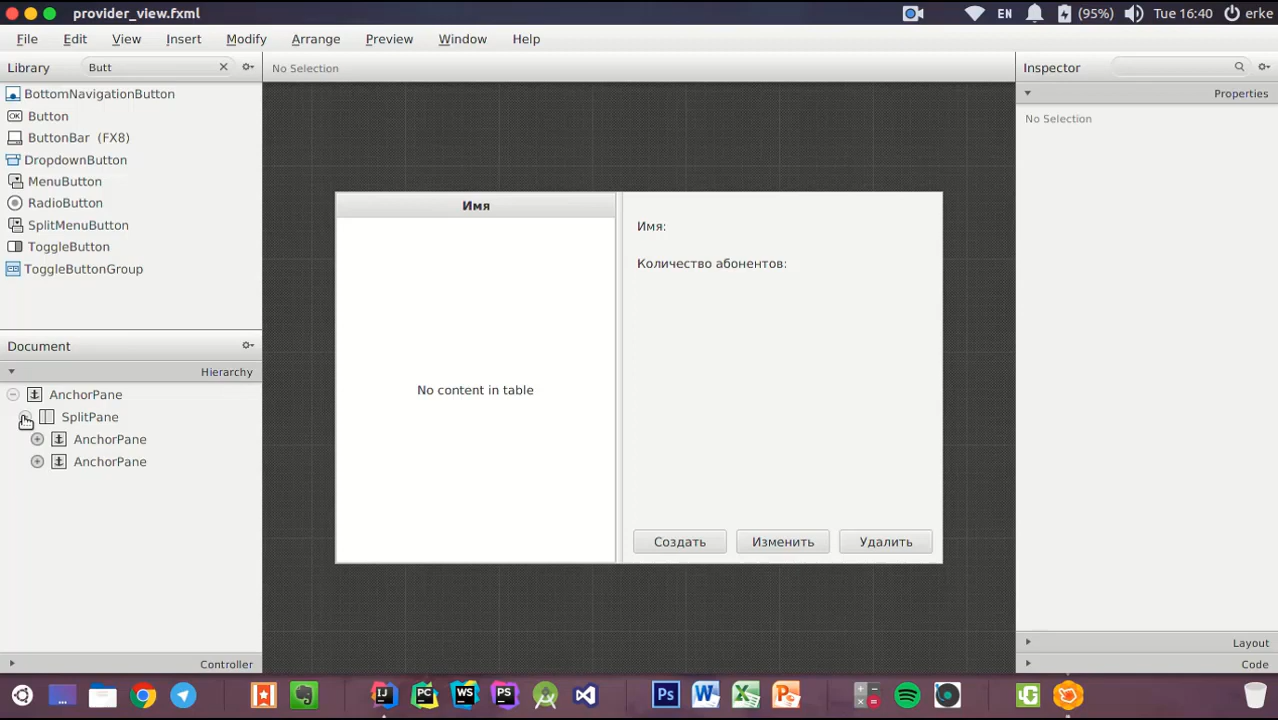 provider_view.fxml
EN
(95%)
Tue 16:40
erke
File Edit View Insert Modify Arrange Preview Window Help
Library
Butt
No Selection
Inspector
BottomNavigationButton
Button
ButtonBar (FX8)
DropdownButton
MenuButton
RadioButton
SplitMenuButton
ToggleButton
ToggleButtonGroup
Document
Hierarchy
AnchorPane
SplitPane
AnchorPane
AnchorPane
Controller
Имя
No content in table
Имя:
Количество абонентов:
Создать
Изменить
Удалить
Properties
No Selection
Layout
Code